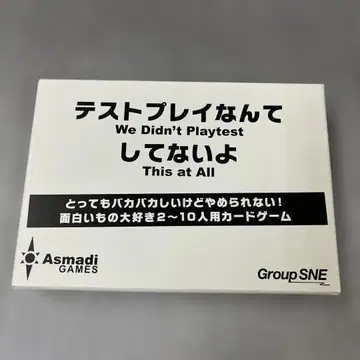 テストプレイなんて
We Didn't Playtest
してないよ
This at All
とってもバカバカしいけどやめられない！
面白いもの大好き2〜10人用カードゲーム
Asmadi
GAMES
Group SNE